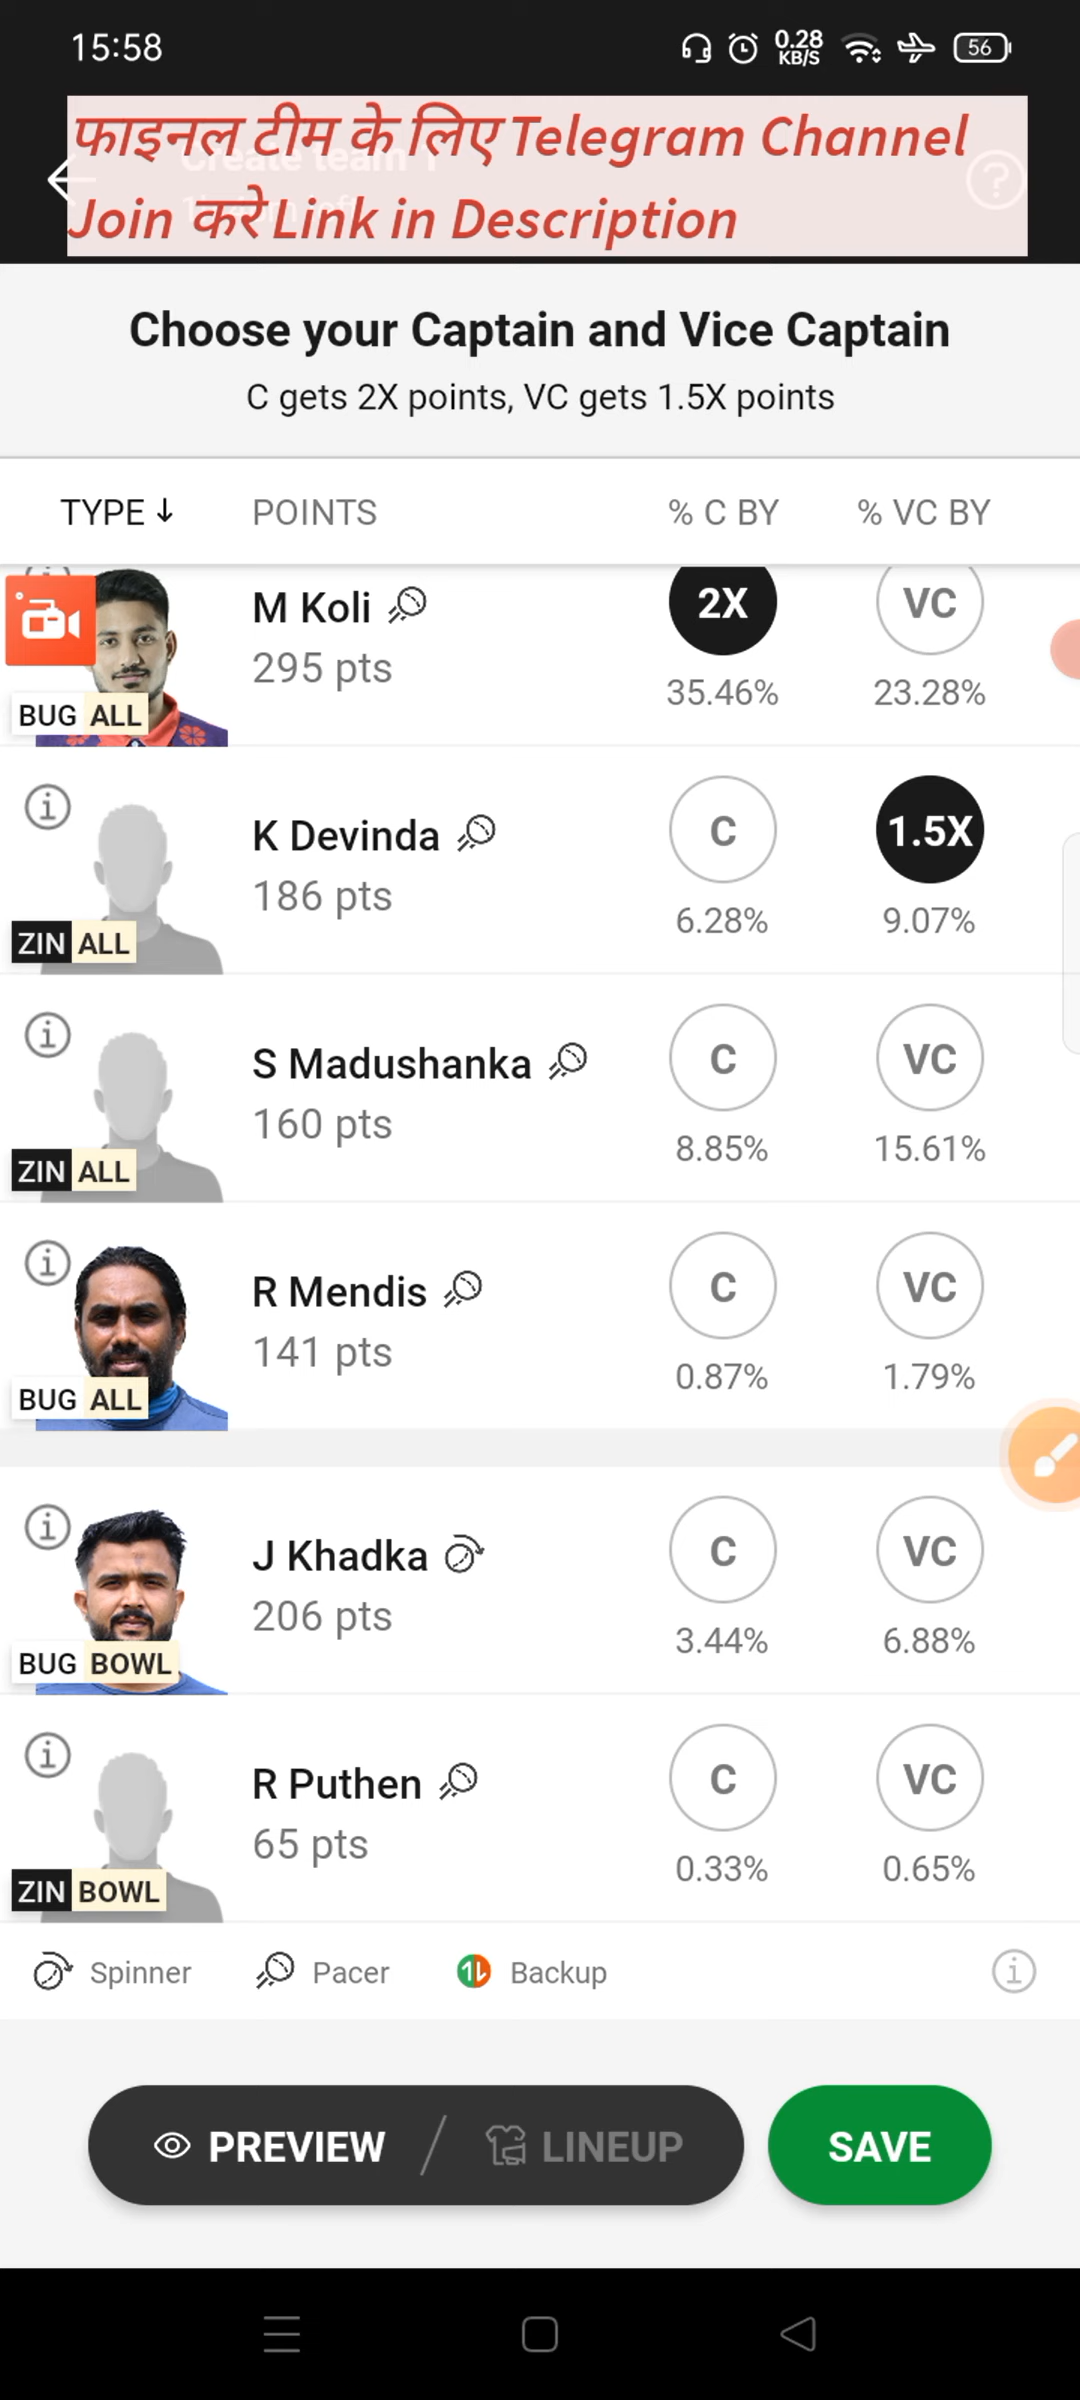 15:58
0.28
KB/S
56
फाइनल टीम के लिए Telegram Channel
Create team 1
Join करे Link in Description
Choose your Captain and Vice Captain
C gets 2X points, VC gets 1.5X points
TYPE ↓ POINTS % C BY % VC BY
M Koli 2X VC
295 pts 35.46% 23.28%
BUG ALL
K Devinda C 1.5X
186 pts 6.28% 9.07%
ZIN ALL
S Madushanka C VC
160 pts 8.85% 15.61%
ZIN ALL
R Mendis C VC
141 pts 0.87% 1.79%
BUG ALL
J Khadka C VC
206 pts 3.44% 6.88%
BUG BOWL
R Puthen C VC
65 pts 0.33% 0.65%
ZIN BOWL
Spinner Pacer Backup
PREVIEW / LINEUP SAVE